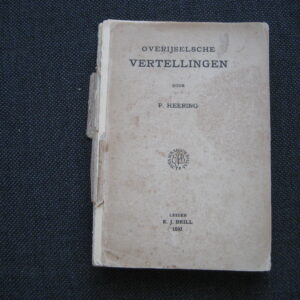 OVERIJSELSCHE
VERTELLINGEN
DOOR
P. HEERING
LEIDEN
E. J. BRILL